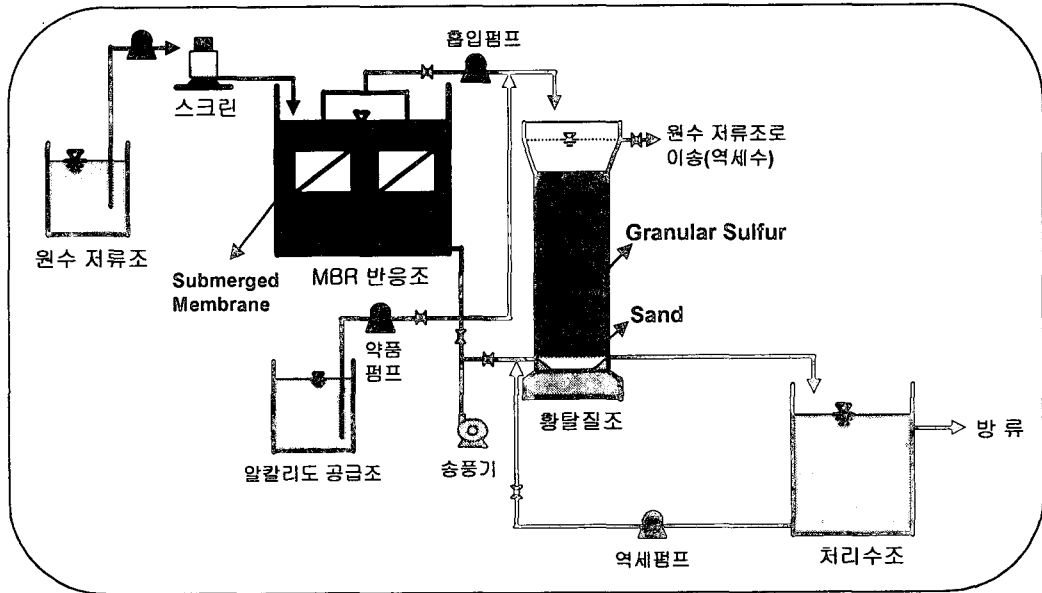 흡입펌프
스크린
원수 저류조로
이송(역세수)
원수 저류조
Submerged
Membrane
MBR 반응조
Granular Sulfur
Sand
약품
펌프
황탈질조
알칼리도 공급조
송풍기
방 류
역세펌프
처리수조